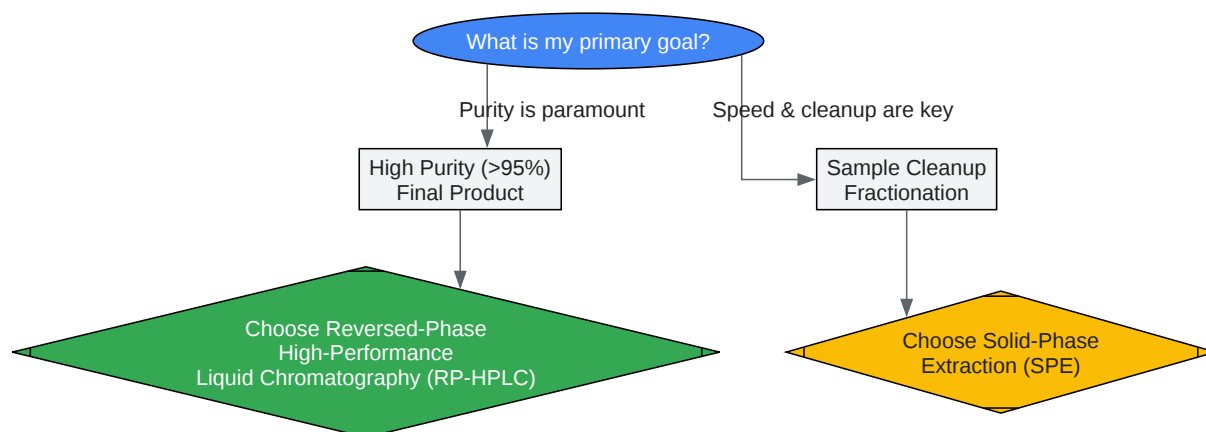 What is my primary goal?
Purity is paramount
Speed & cleanup are key
High Purity (>95%)
Final Product
Sample Cleanup
Fractionation
Choose Reversed-Phase
High-Performance
Liquid Chromatography (RP-HPLC)
Choose Solid-Phase
Extraction (SPE)